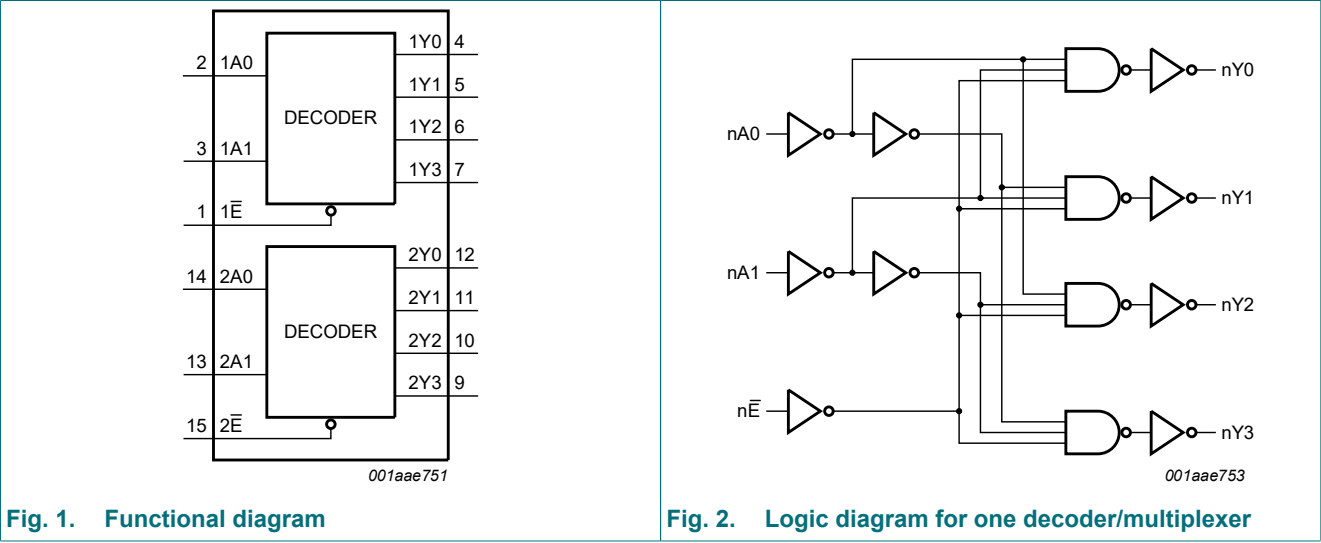 1Y0 4
2 1A0
1Y1 5
DECODER
1Y2 6
3 1A1
1Y3 7
1 1E̅
2Y0 12
14 2A0
2Y1 11
DECODER
2Y2 10
13 2A1
2Y3 9
15 2E̅
001aae751
Fig. 1. Functional diagram
nY0
nA0
nY1
nA1
nY2
nE̅
nY3
001aae753
Fig. 2. Logic diagram for one decoder/multiplexer